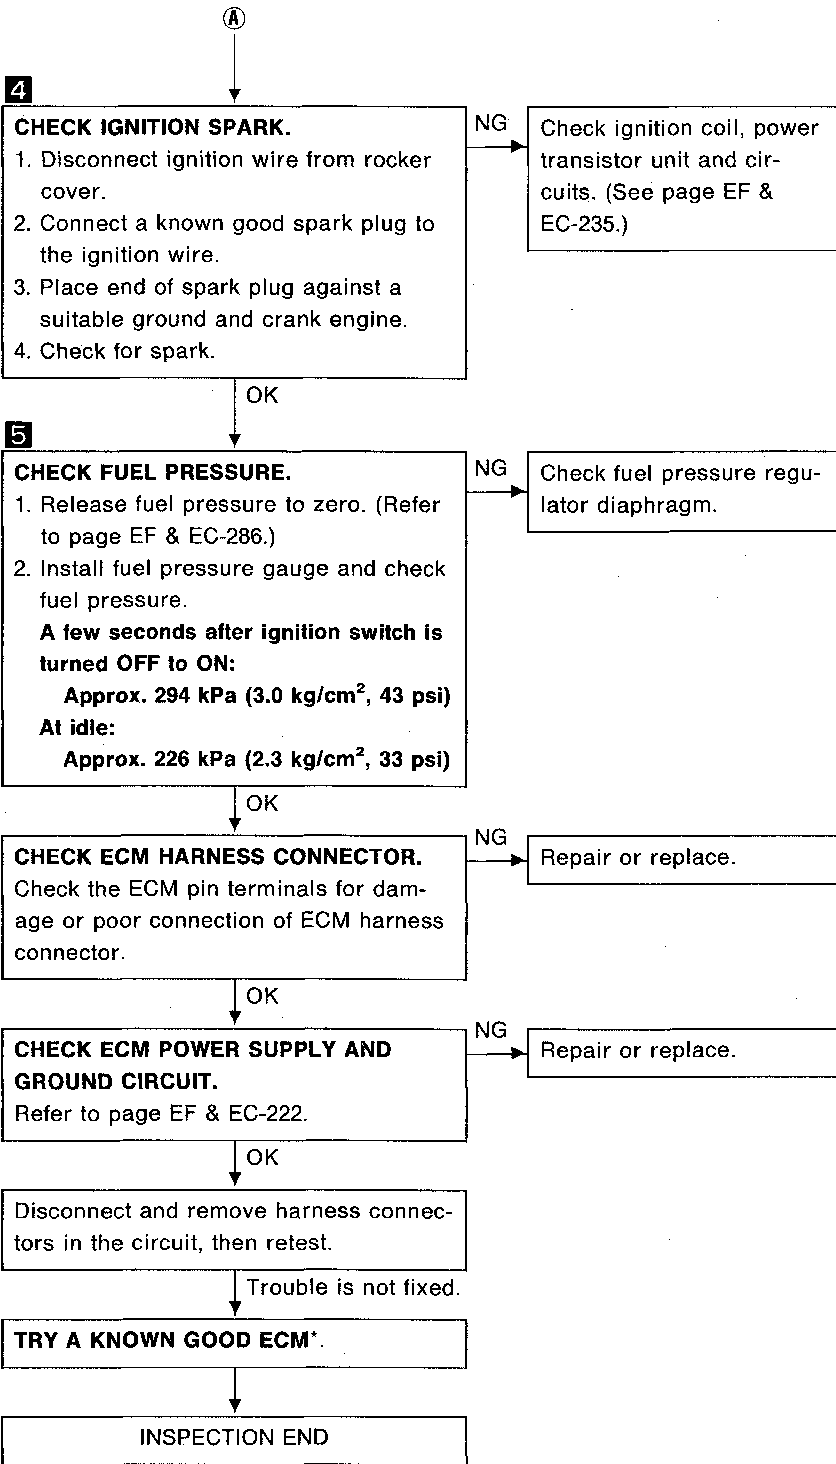 A
4
CHECK IGNITION SPARK.
1. Disconnect ignition wire from rocker
cover.
2. Connect a known good spark plug to
the ignition wire.
3. Place end of spark plug against a
suitable ground and crank engine.
4. Check for spark.
NG
Check ignition coil, power
transistor unit and cir-
cuits. (See page EF &
EC-235.)
OK
5
CHECK FUEL PRESSURE.
1. Release fuel pressure to zero. (Refer
to page EF & EC-286.)
2. Install fuel pressure gauge and check
fuel pressure.
A few seconds after ignition switch is
turned OFF to ON:
Approx. 294 kPa (3.0 kg/cm², 43 psi)
At idle:
Approx. 226 kPa (2.3 kg/cm², 33 psi)
NG
Check fuel pressure regu-
lator diaphragm.
OK
CHECK ECM HARNESS CONNECTOR.
Check the ECM pin terminals for dam-
age or poor connection of ECM harness
connector.
NG
Repair or replace.
OK
CHECK ECM POWER SUPPLY AND
GROUND CIRCUIT.
Refer to page EF & EC-222.
NG
Repair or replace.
OK
Disconnect and remove harness connec-
tors in the circuit, then retest.
Trouble is not fixed.
TRY A KNOWN GOOD ECM*.
INSPECTION END